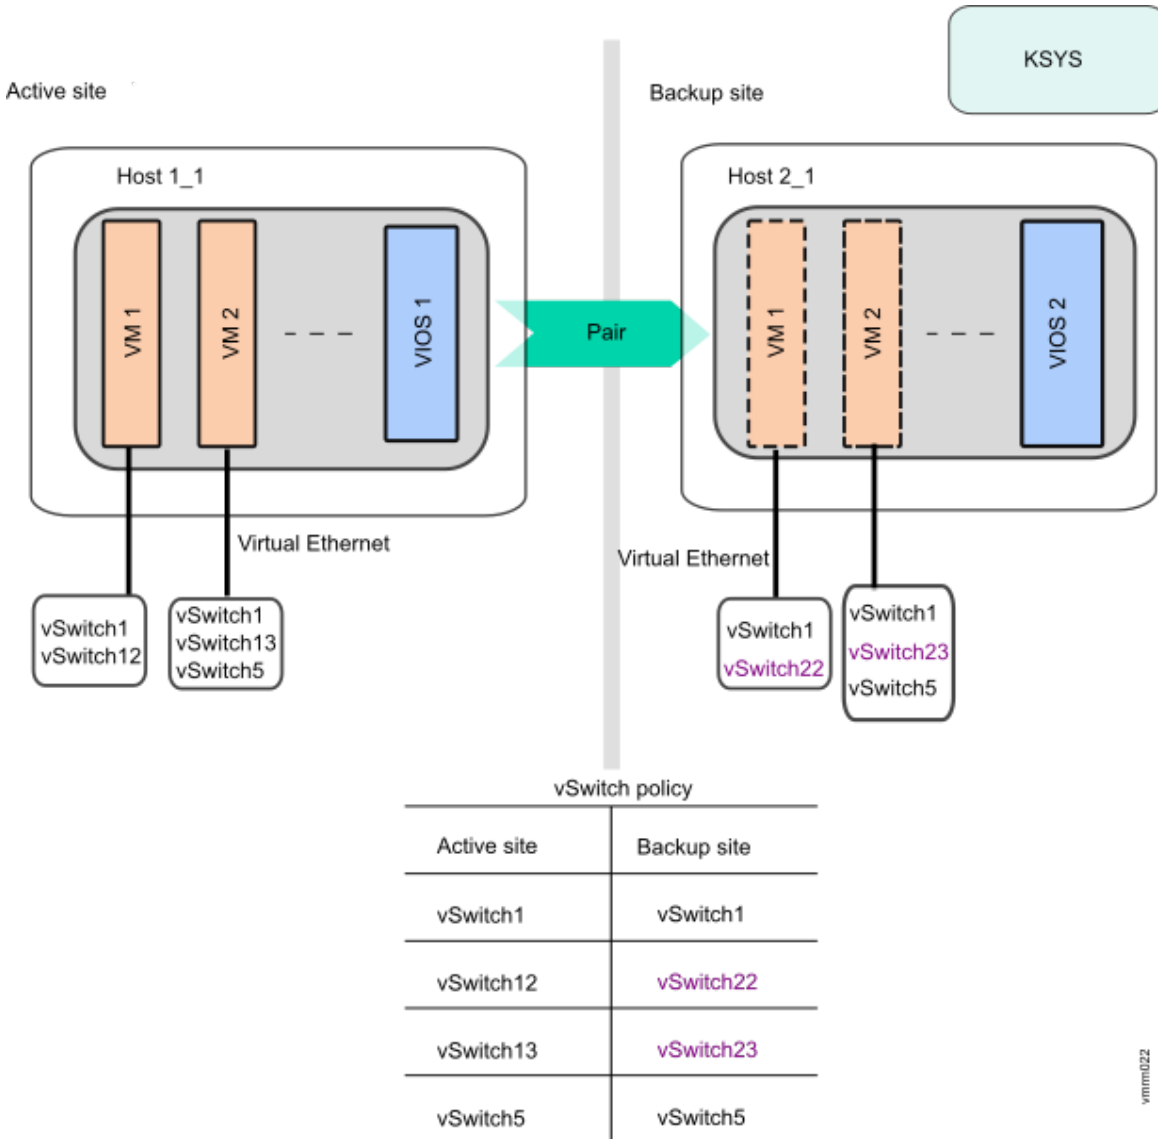 KSYS
Active site
Backup site
Host 1_1
Host 2_1
VM 1
VM 2
VIOS 1
Pair
VM 1
VM 2
VIOS 2
Virtual Ethernet
Virtual Ethernet
vSwitch1
vSwitch12
vSwitch1
vSwitch13
vSwitch5
vSwitch1
vSwitch22
vSwitch1
vSwitch23
vSwitch5
vSwitch policy
Active site Backup site
vSwitch1 vSwitch1
vSwitch12 vSwitch22
vSwitch13 vSwitch23
vSwitch5 vSwitch5
vmrm022